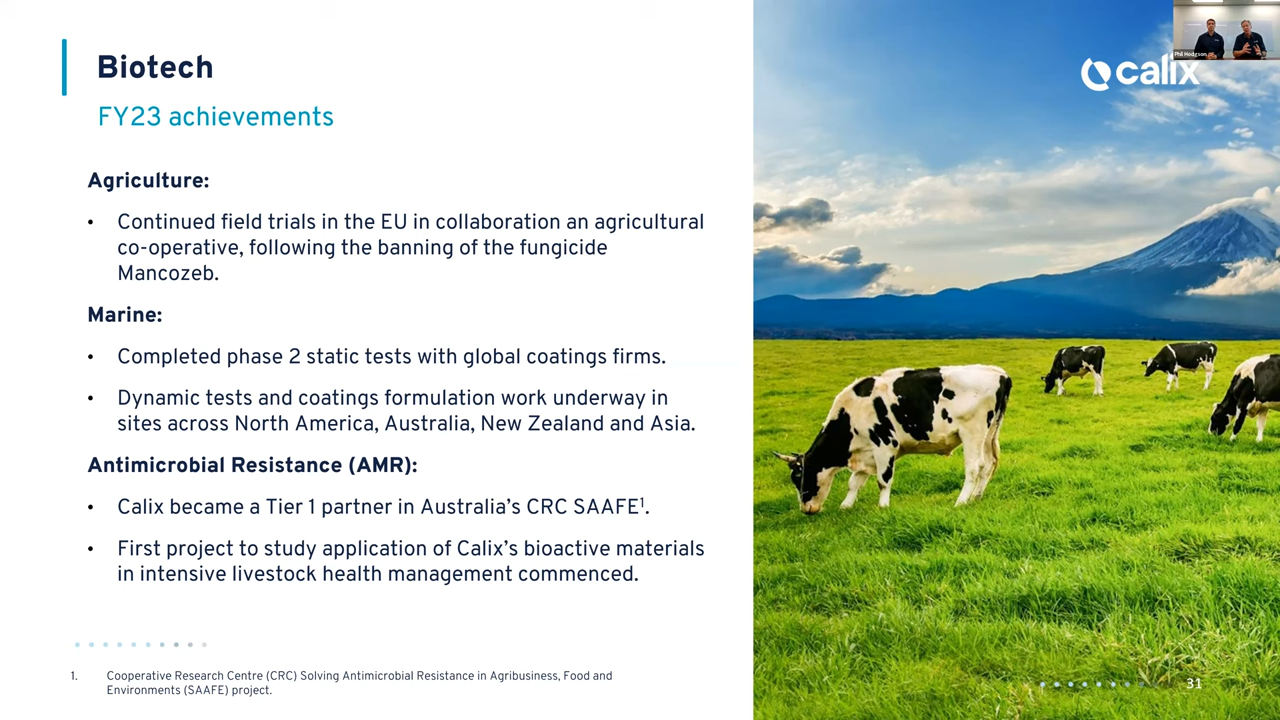 Biotech
FY23 achievements
Agriculture:
• Continued field trials in the EU in collaboration an agricultural
co-operative, following the banning of the fungicide
Mancozeb.
Marine:
• Completed phase 2 static tests with global coatings firms.
• Dynamic tests and coatings formulation work underway in
sites across North America, Australia, New Zealand and Asia.
Antimicrobial Resistance (AMR):
• Calix became a Tier 1 partner in Australia’s CRC SAAFE¹.
• First project to study application of Calix’s bioactive materials
in intensive livestock health management commenced.
1. Cooperative Research Centre (CRC) Solving Antimicrobial Resistance in Agribusiness, Food and
Environments (SAAFE) project.
Phil Hodgson
calix
31